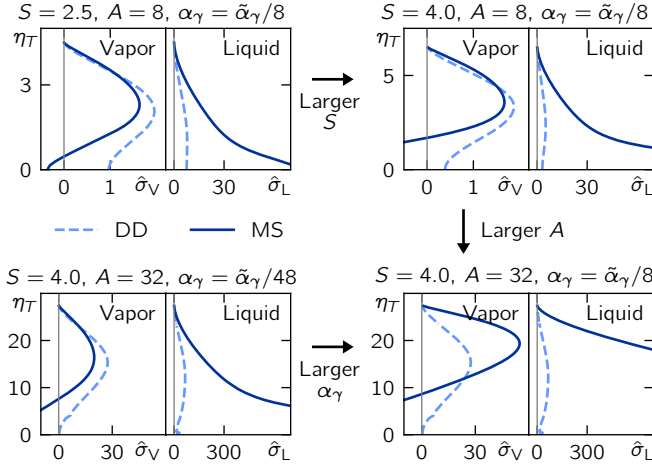 S = 2.5, A = 8, αγ = α̃γ/8
S = 4.0, A = 8, αγ = α̃γ/8
ηT
Vapor
Liquid
3
0
0
1
σ̂V
0
30
σ̂L
Larger
S
ηT
Vapor
Liquid
5
0
0
1
σ̂V
0
30
σ̂L
DD
MS
Larger A
S = 4.0, A = 32, αγ = α̃γ/48
S = 4.0, A = 32, αγ = α̃γ/8
ηT
Vapor
Liquid
20
10
0
0
30
σ̂V
0
300
σ̂L
Larger
αγ
ηT
Vapor
Liquid
20
10
0
0
30
σ̂V
0
300
σ̂L